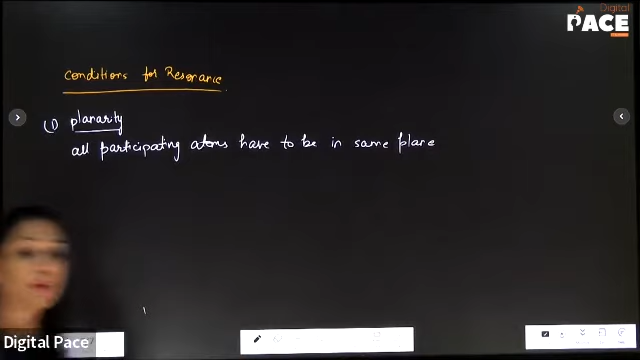 Digital
PACE
conditions for Resonance
(1) planarity
all participating atoms have to be in same plane
Digital Pace